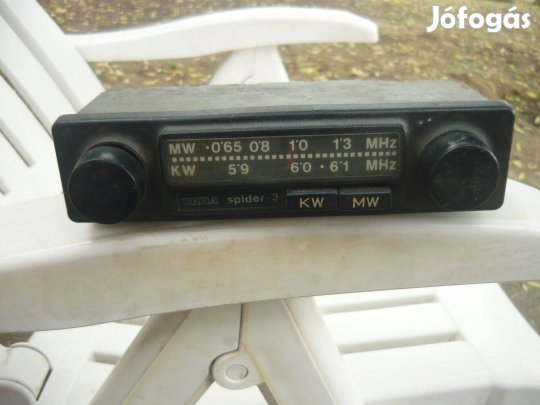 Jófogás
MW ·0'65 0'8 1'0 1'3 MHz
KW 5'9 6'0 · 6'1 MHz
TESLA spider-3
KW MW